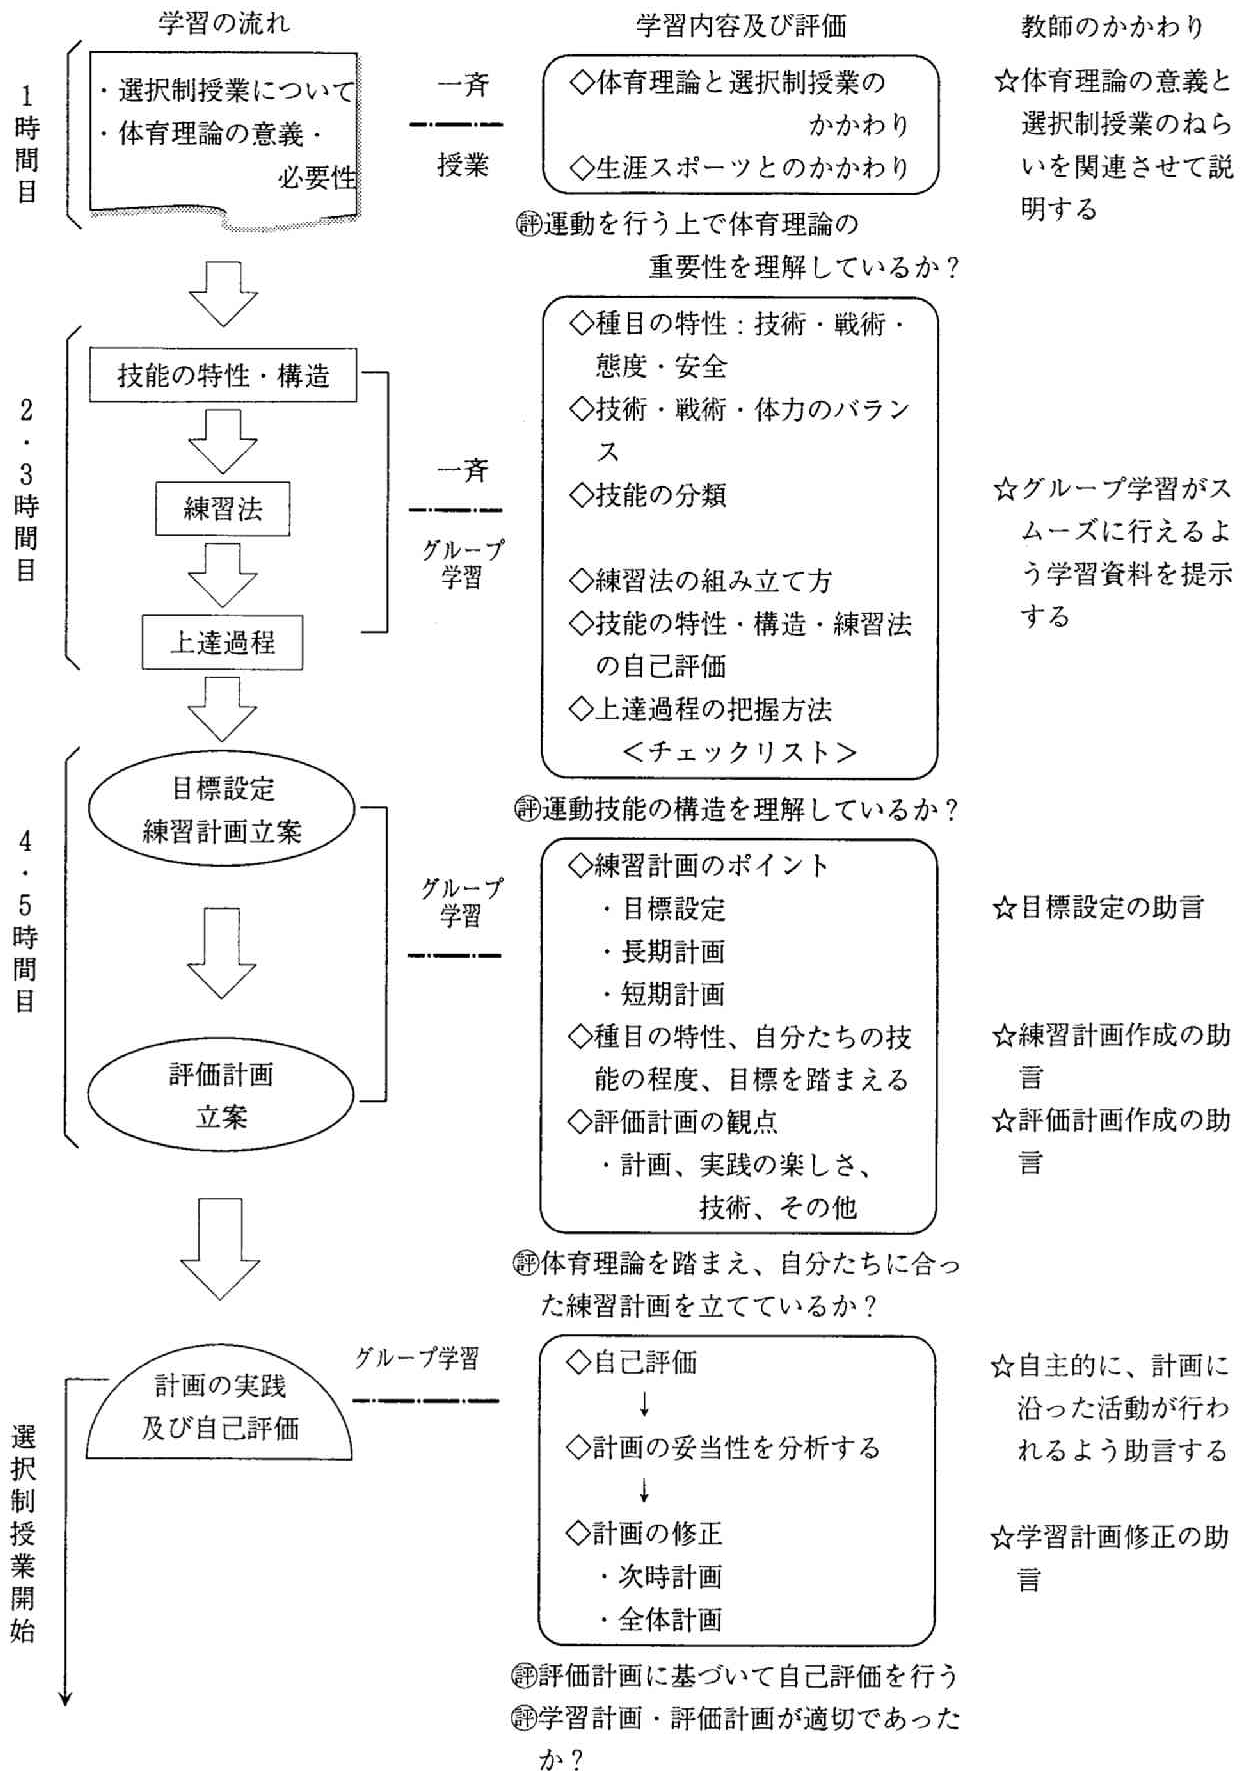 学習の流れ
学習内容及び評価
教師のかかわり
1時間目
・選択制授業について
・体育理論の意義・
必要性
一斉
授業
◇体育理論と選択制授業の
かかわり
◇生涯スポーツとのかかわり
☆体育理論の意義と
選択制授業のねら
いを関連させて説
明する
㊟評運動を行う上で体育理論の
重要性を理解しているか？
2・3時間目
技能の特性・構造
練習法
上達過程
一斉
グループ
学習
◇種目の特性：技術・戦術・
態度・安全
◇技術・戦術・体力のバラン
ス
◇技能の分類
◇練習法の組み立て方
◇技能の特性・構造・練習法
の自己評価
◇上達過程の把握方法
＜チェックリスト＞
☆グループ学習がス
ムーズに行えるよ
う学習資料を提示
する
評運動技能の構造を理解しているか？
4・5時間目
目標設定
練習計画立案
評価計画
立案
グループ
学習
◇練習計画のポイント
・目標設定
・長期計画
・短期計画
◇種目の特性、自分たちの技
能の程度、目標を踏まえる
◇評価計画の観点
・計画、実践の楽しさ、
技術、その他
☆目標設定の助言
☆練習計画作成の助
言
☆評価計画作成の助
言
評体育理論を踏まえ、自分たちに合っ
た練習計画を立てているか？
選択制授業開始
計画の実践
及び自己評価
グループ学習
◇自己評価
↓
◇計画の妥当性を分析する
↓
◇計画の修正
・次時計画
・全体計画
☆自主的に、計画に
沿った活動が行わ
れるよう助言する
☆学習計画修正の助
言
評評価計画に基づいて自己評価を行う
評学習計画・評価計画が適切であった
か？